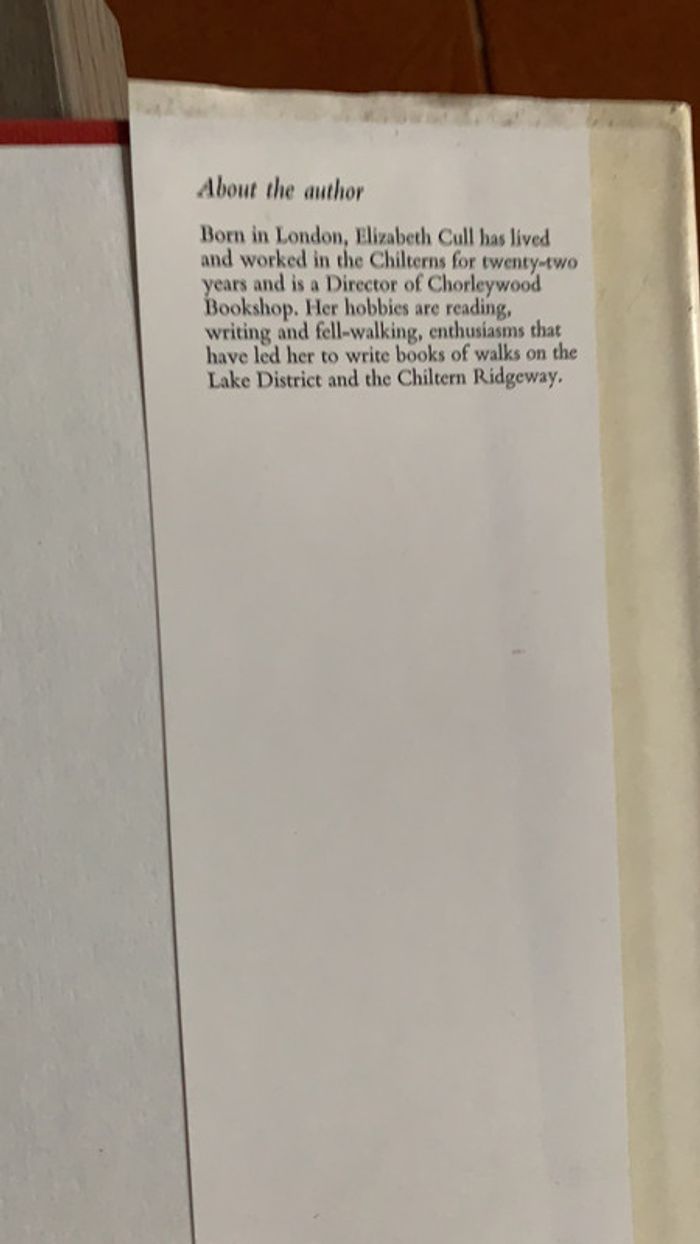 About the author
Born in London, Elizabeth Cull has lived
and worked in the Chilterns for twenty-two
years and is a Director of Chorleywood
Bookshop. Her hobbies are reading,
writing and fell-walking, enthusiasms that
have led her to write books of walks on the
Lake District and the Chiltern Ridgeway.